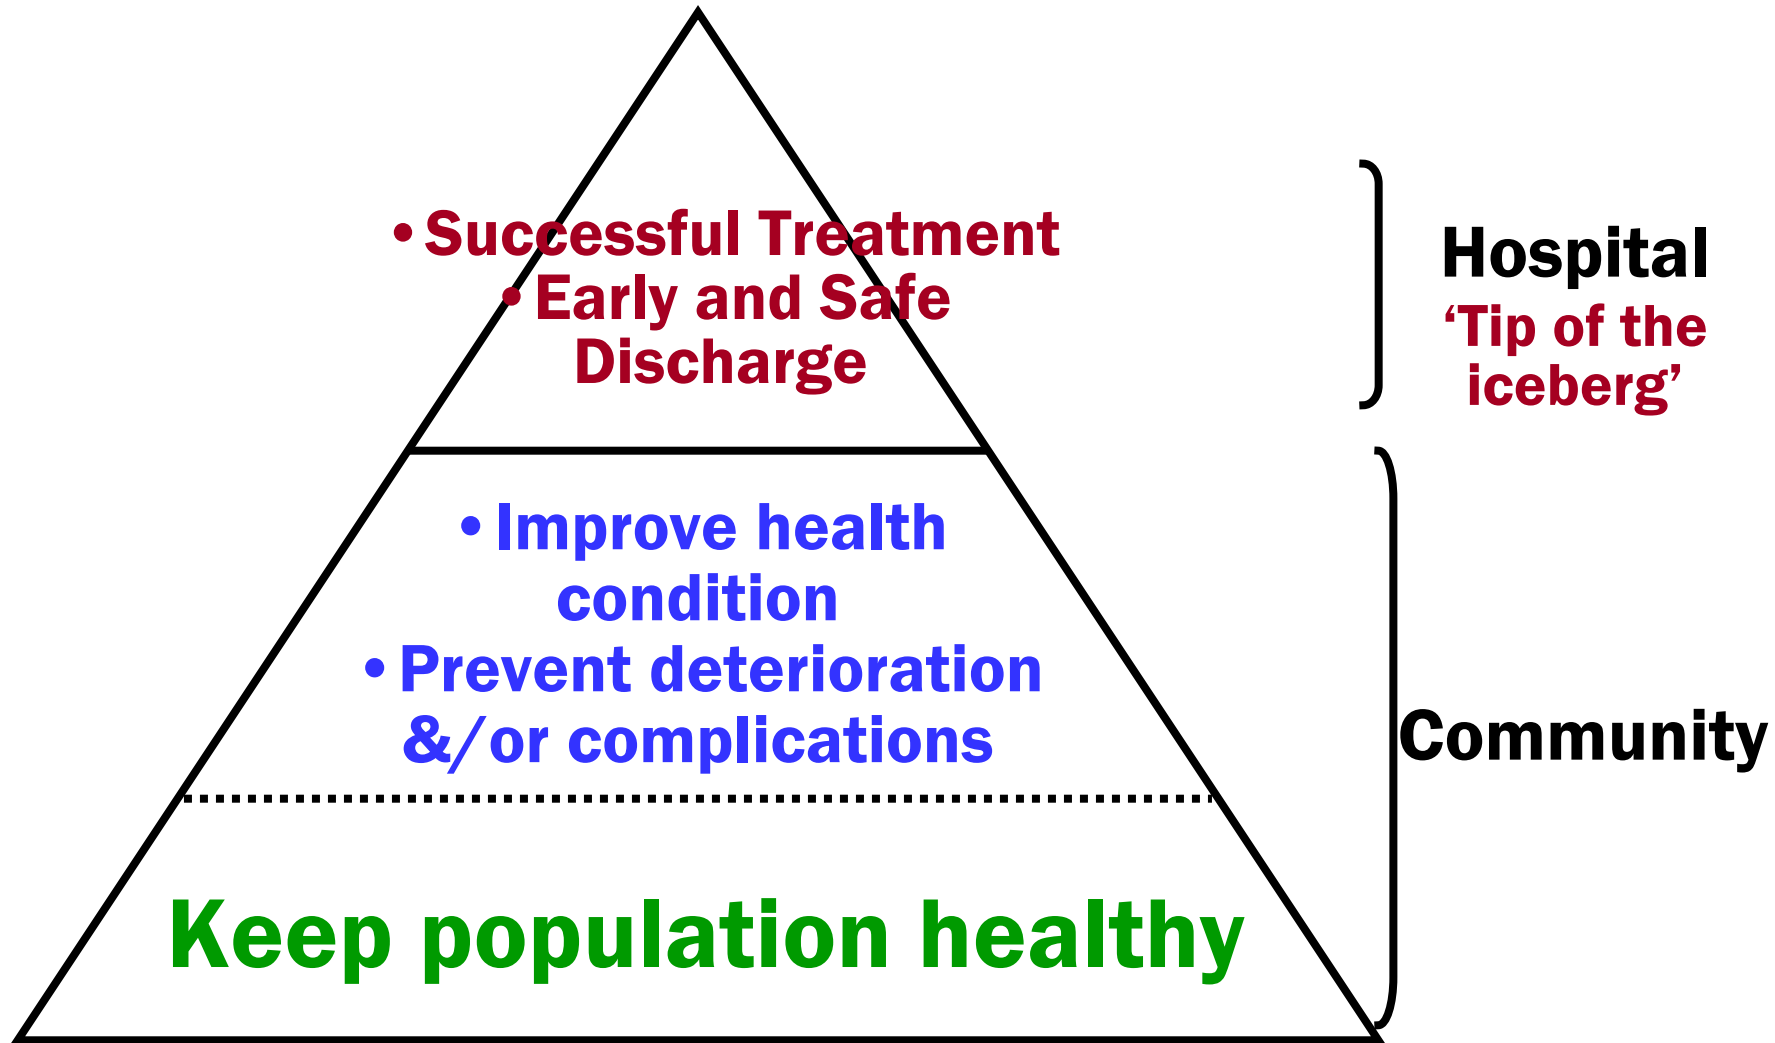 •Successful Treatment
•Early and Safe
Discharge
Hospital
‘Tip of the
iceberg’
•Improve health
condition
•Prevent deterioration
&/or complications
Community
Keep population healthy